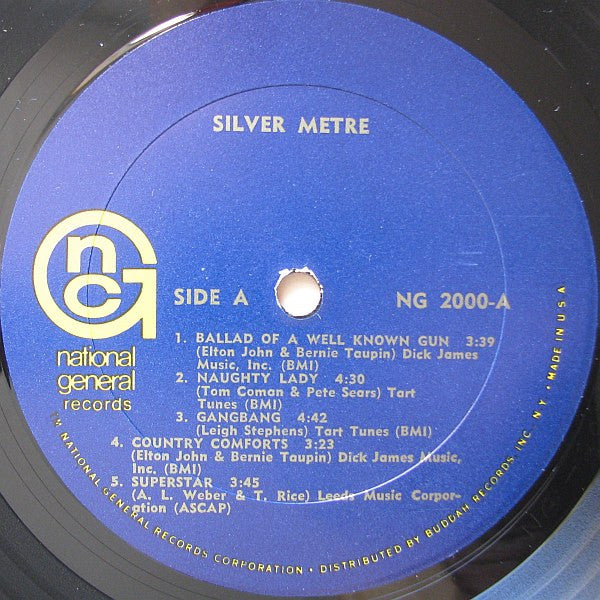 SILVER METRE
nc G
national
general
records
SIDE A
NG 2000-A
1. BALLAD OF A WELL KNOWN GUN 3:39
(Elton John & Bernie Taupin) Dick James
Music, Inc. (BMI)
2. NAUGHTY LADY 4:30
(Tom Coman & Pete Sears) Tart
Tunes (BMI)
3. GANGBANG 4:42
(Leigh Stephens) Tart Tunes (BMI)
4. COUNTRY COMFORTS 3:23
(Elton John & Bernie Taupin) Dick James Music,
Inc. (BMI)
5. SUPERSTAR 3:45
(A. L. Weber & T. Rice) Leeds Music Corpor-
ation (ASCAP)
TM NATIONAL GENERAL RECORDS CORPORATION • DISTRIBUTED BY BUDDAH RECORDS, INC. N.Y. • MADE IN U.S.A